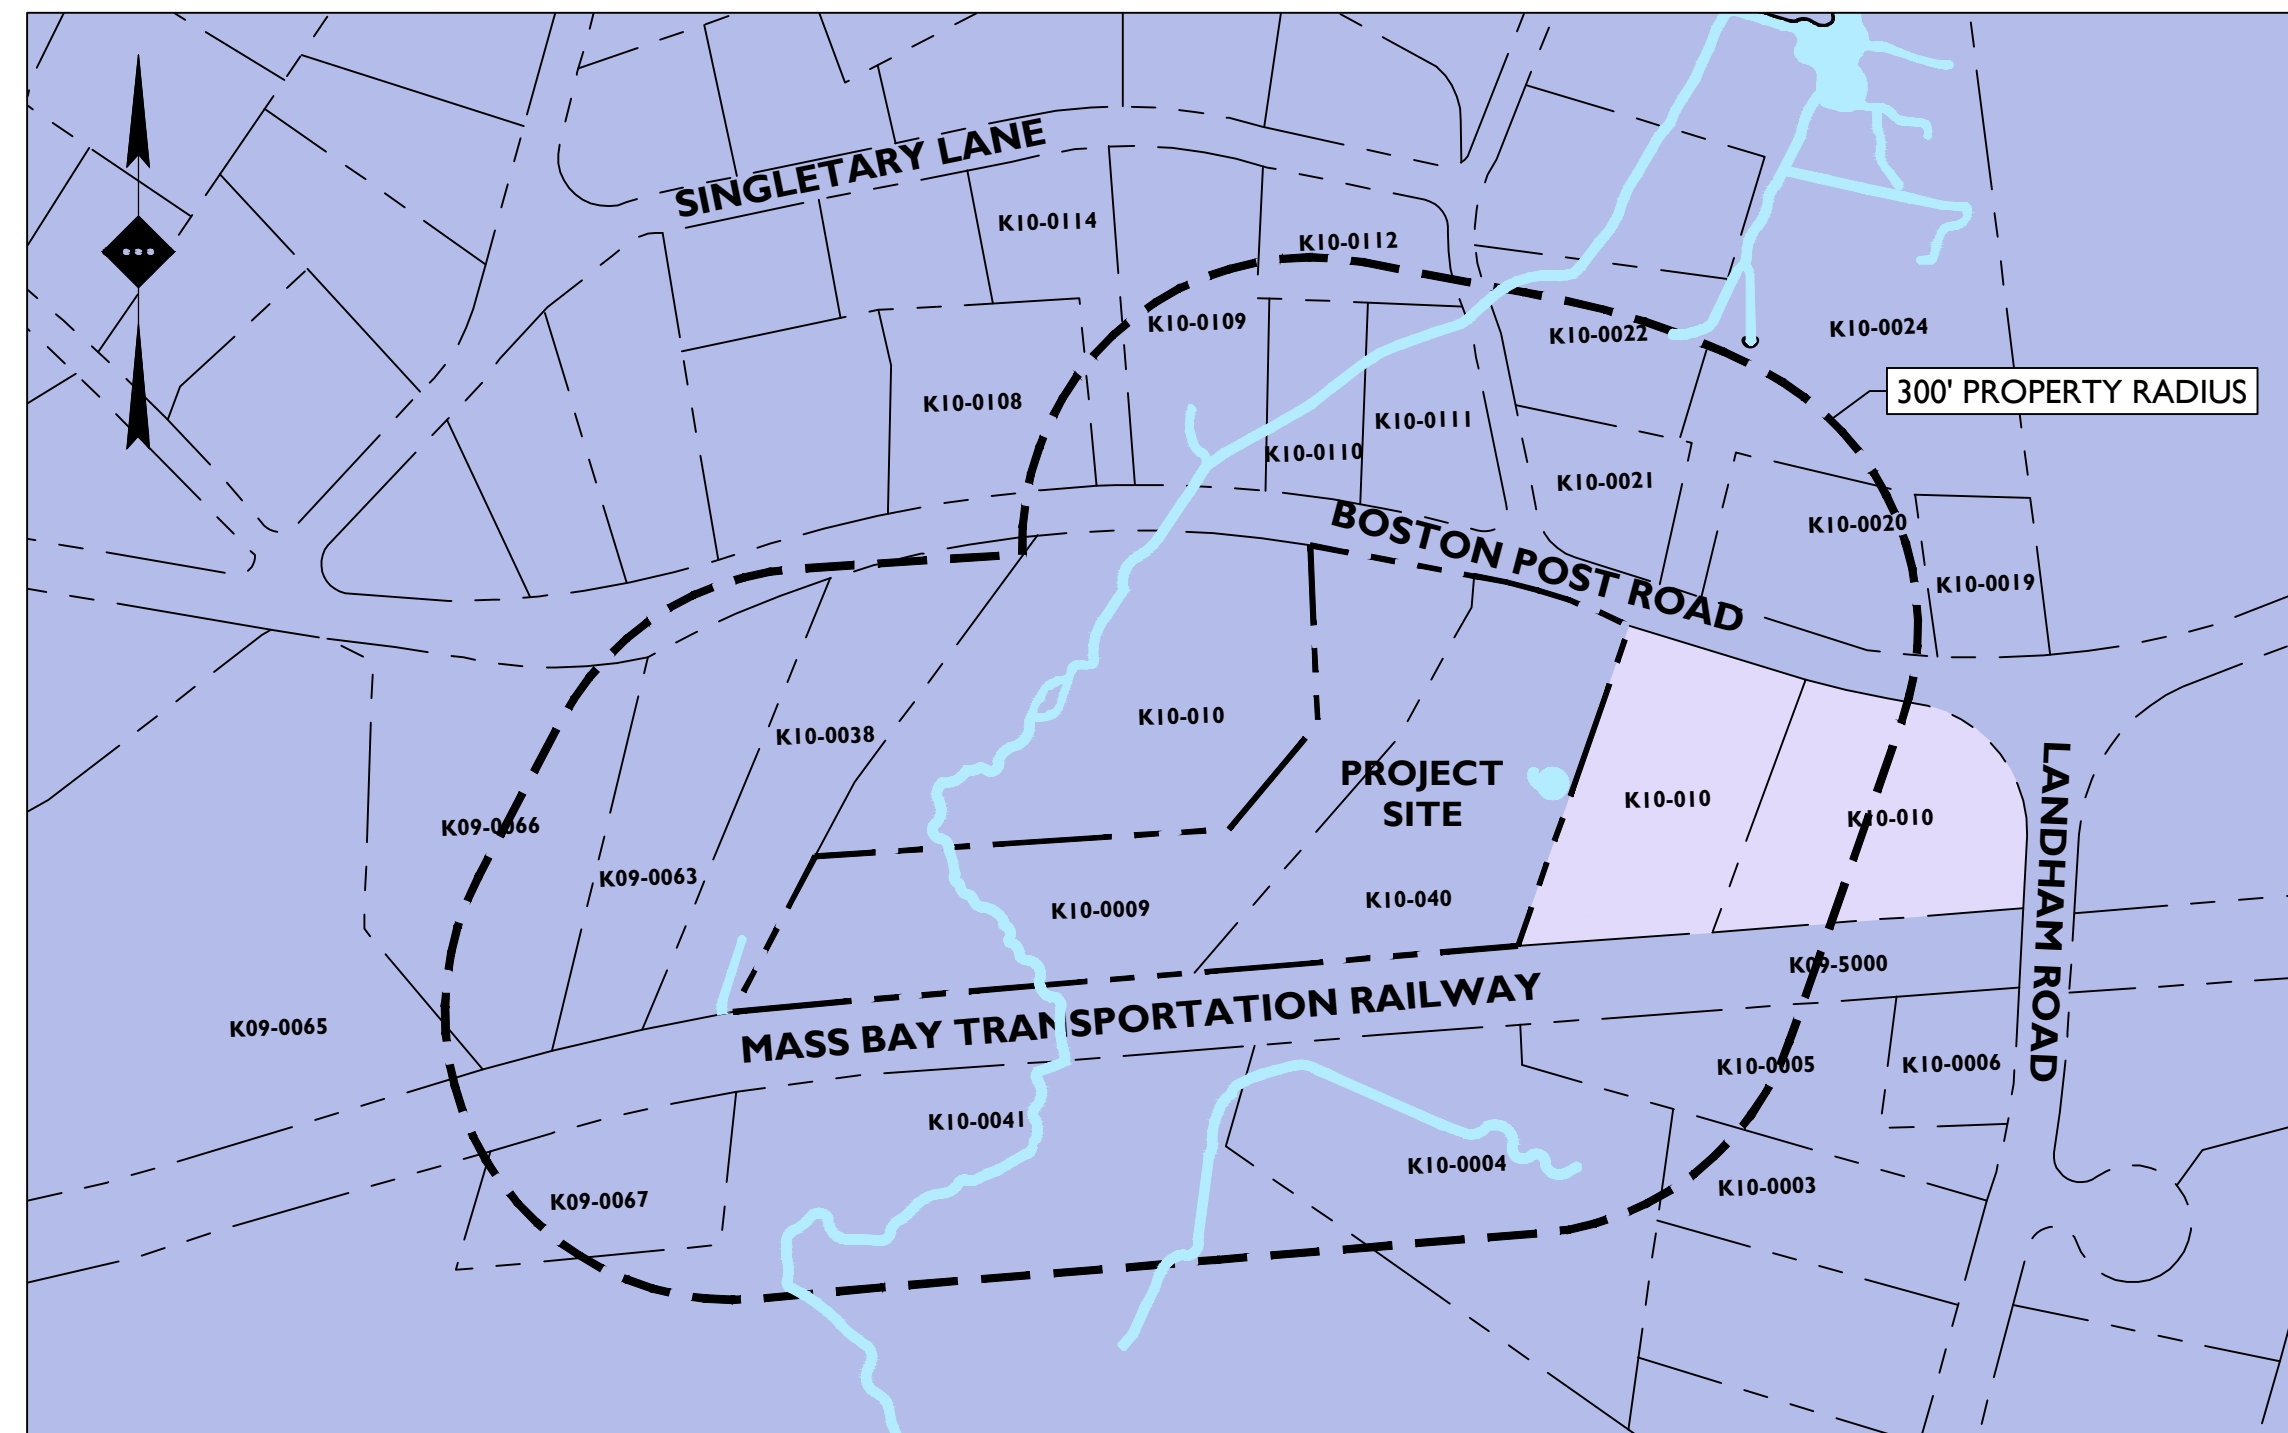 SINGLETARY LANE
K10-0114
K10-0112
K10-0109
K10-0022
K10-0024
300' PROPERTY RADIUS
K10-0108
K10-0111
K10-0110
K10-0021
BOSTON POST ROAD
K10-0020
K10-0019
K10-0038
K10-010
PROJECT
SITE
K10-010
K10-010
LANDHAM ROAD
K09-0066
K09-0063
K10-0009
K10-040
K09-5000
K09-0065
MASS BAY TRANSPORTATION RAILWAY
K10-0005
K10-0006
K10-0041
K10-0004
K10-0003
K09-0067